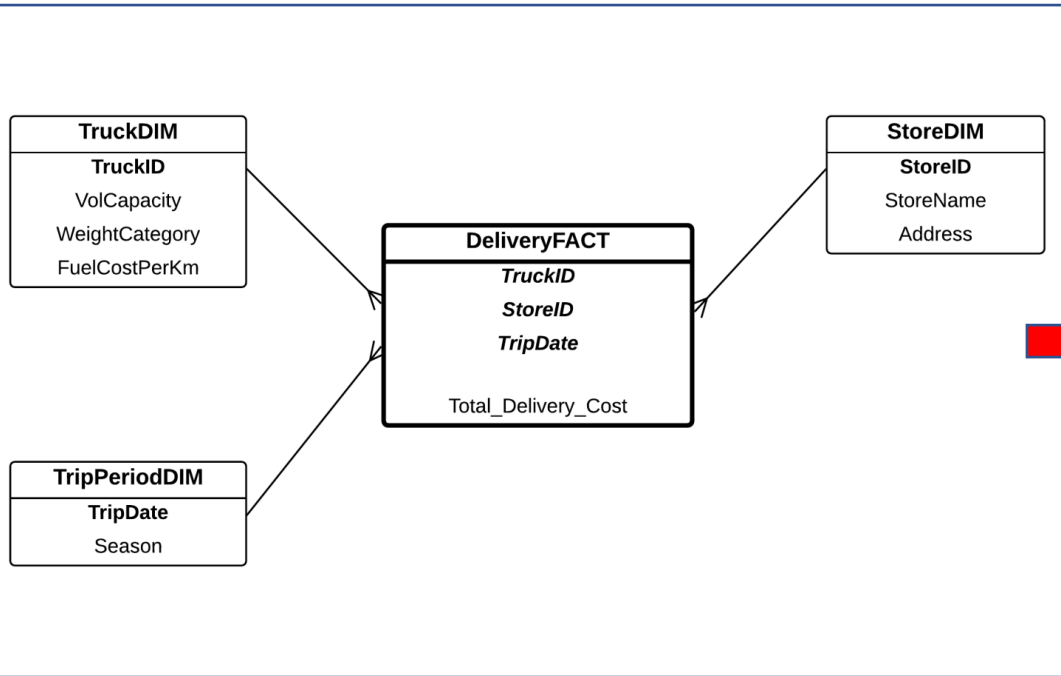 TruckDIM
TruckID
VolCapacity
WeightCategory
FuelCostPerKm
StoreDIM
StoreID
StoreName
Address
DeliveryFACT
TruckID
StoreID
TripDate
Total_Delivery_Cost
TripPeriodDIM
TripDate
Season